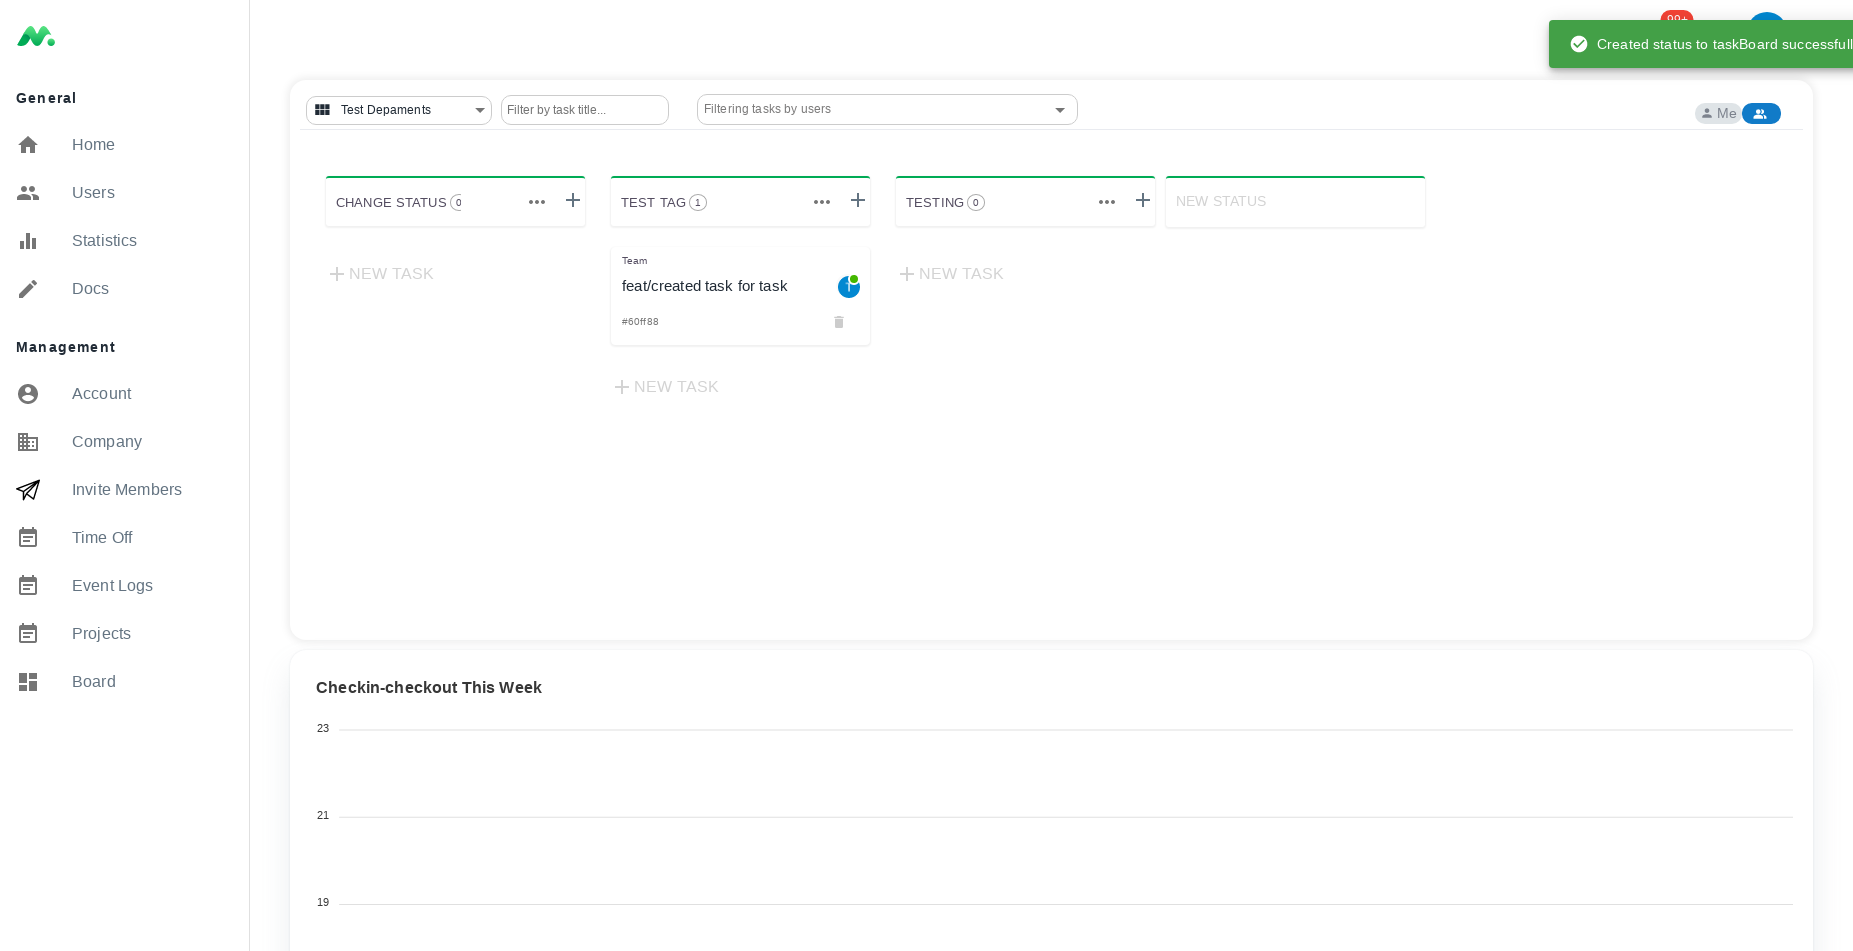 General
Home
Users
Statistics
Docs
Management
Account
Company
Invite Members
Time Off
Event Logs
Projects
Board
Created status to taskBoard
Test Depaments
Filter by task title...
Filtering tasks by users
Me
CHANGE STATUS 0
TEST TAG 1
TESTING 0
NEW STATUS
NEW TASK
Team
feat/created task for task
#60ff88
NEW TASK
NEW TASK
Checkin-checkout This Week
23
21
19